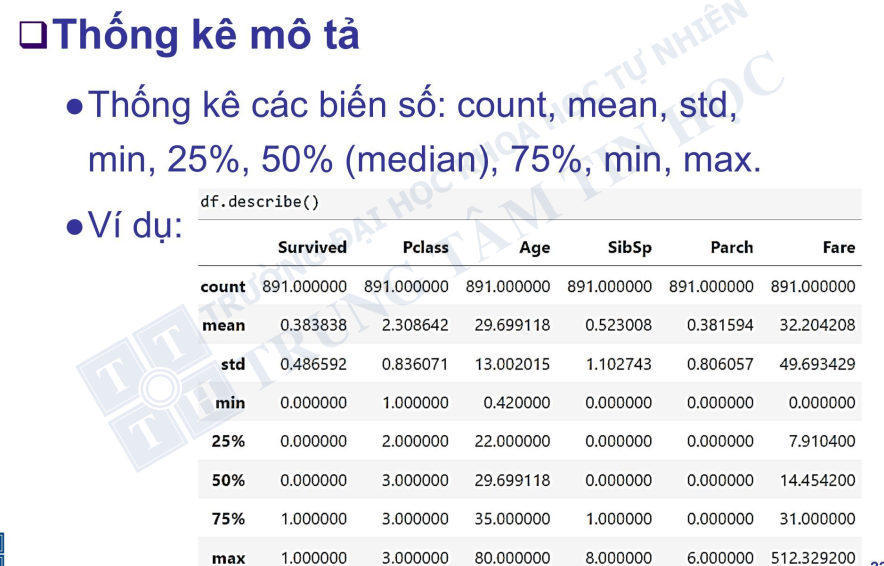 Thống kê mô tả
Thống kê các biến số: count, mean, std,
min, 25%, 50% (median), 75%, min, max.
Ví dụ:
df.describe()
Survived Pclass Age SibSp Parch Fare
count 891.000000 891.000000 891.000000 891.000000 891.000000 891.000000
mean 0.383838 2.308642 29.699118 0.523008 0.381594 32.204208
std 0.486592 0.836071 13.002015 1.102743 0.806057 49.693429
min 0.000000 1.000000 0.420000 0.000000 0.000000 0.000000
25% 0.000000 2.000000 22.000000 0.000000 0.000000 7.910400
50% 0.000000 3.000000 29.699118 0.000000 0.000000 14.454200
75% 1.000000 3.000000 35.000000 1.000000 0.000000 31.000000
max 1.000000 3.000000 80.000000 8.000000 6.000000 512.329200
TRƯỜNG ĐẠI HỌC KHOA HỌC TỰ NHIÊN
TRUNG TÂM TIN HỌC
T T
T H